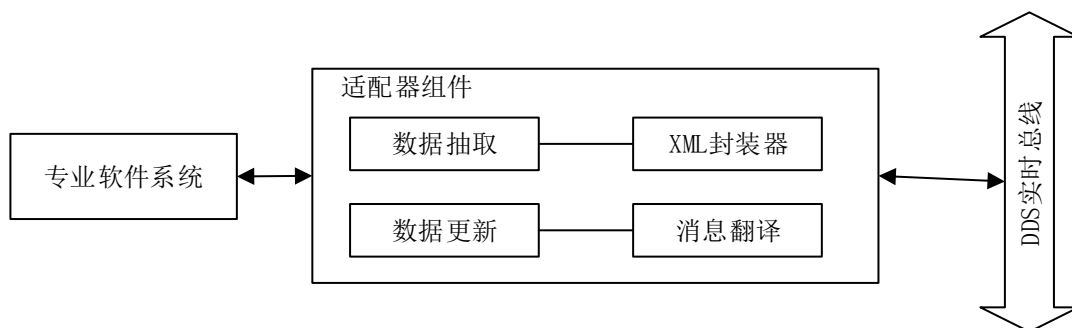 适配器组件
数据抽取
XML封装器
专业软件系统
数据更新
消息翻译
DDS实时总线